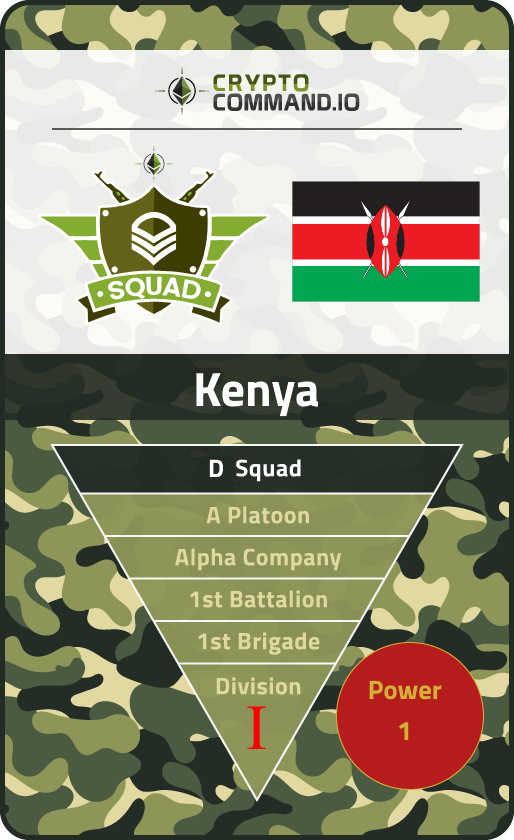 CRYPTO
COMMAND.IO
SQUAD
Kenya
D Squad
A Platoon
Alpha Company
1st Battalion
1st Brigade
Division
I
Power
1